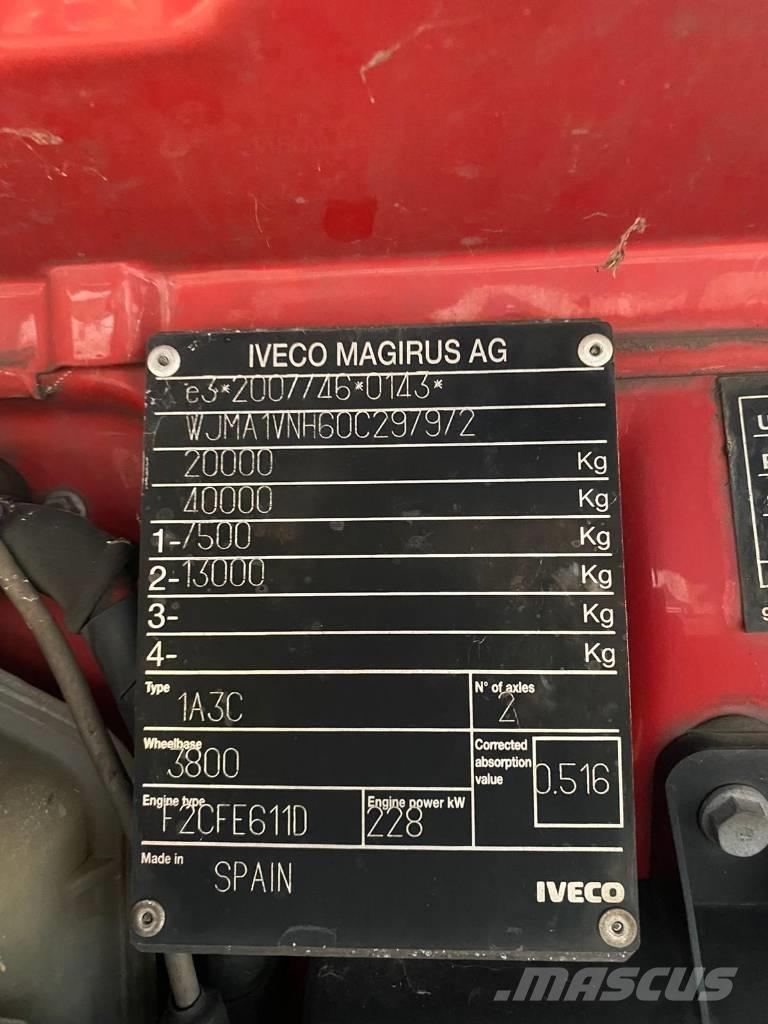 IVECO MAGIRUS AG
e3*2007/46*0143*
WJMA1VNH60C297972
20000 Kg
40000 Kg
1-7500 Kg
2-13000 Kg
3- Kg
4- Kg
Type 1A3C N° of axles 2
Wheelbase 3800 Corrected absorption value 0.516
Engine type F2CFE611D Engine power kW 228
Made in SPAIN
IVECO
MASCUS